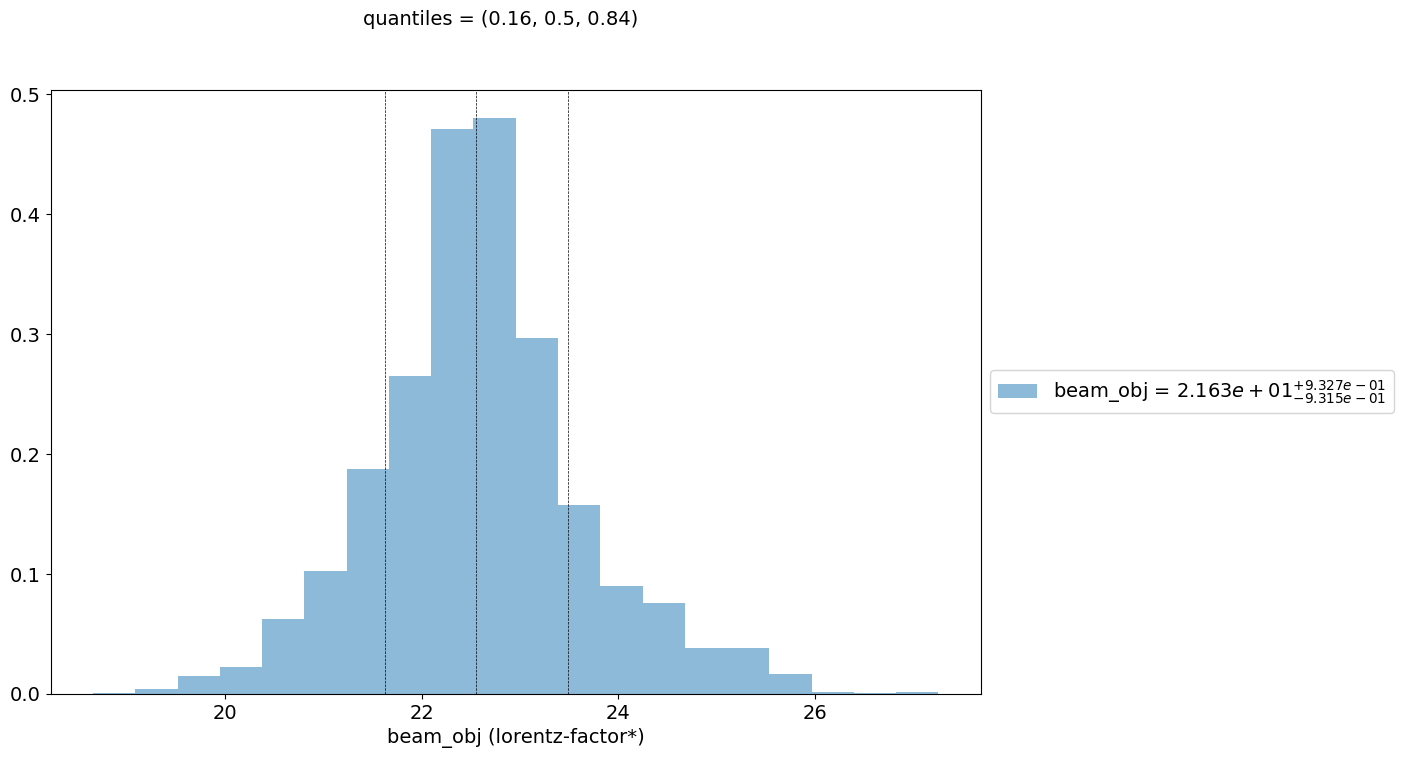 quantiles = (0.16, 0.5, 0.84)
0.5
0.4
0.3
0.2
0.1
0.0
20 22 24 26
beam_obj (lorentz-factor*)
beam_obj = 2.163e + 01 +9.327e − 01 −9.315e − 01